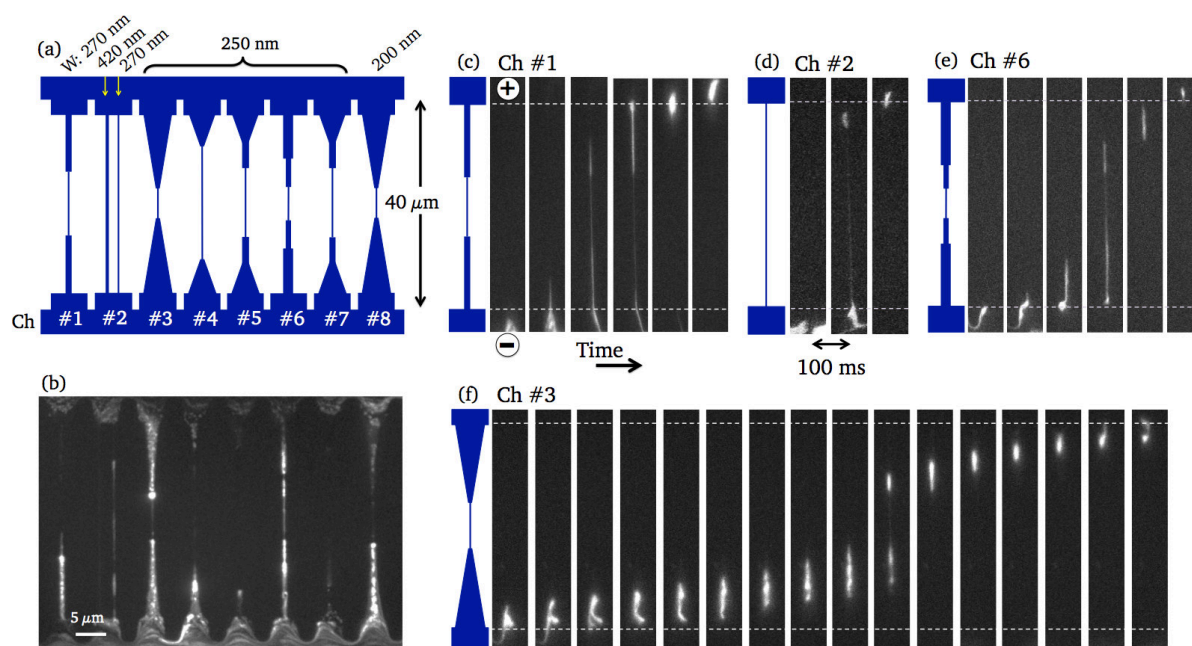 (a)
W: 270 nm
420 nm
270 nm
250 nm
200 nm
40 μm
Ch #1 #2 #3 #4 #5 #6 #7 #8
(b)
5 μm
(c) Ch #1
+
−
Time
(d) Ch #2
100 ms
(e) Ch #6
(f) Ch #3